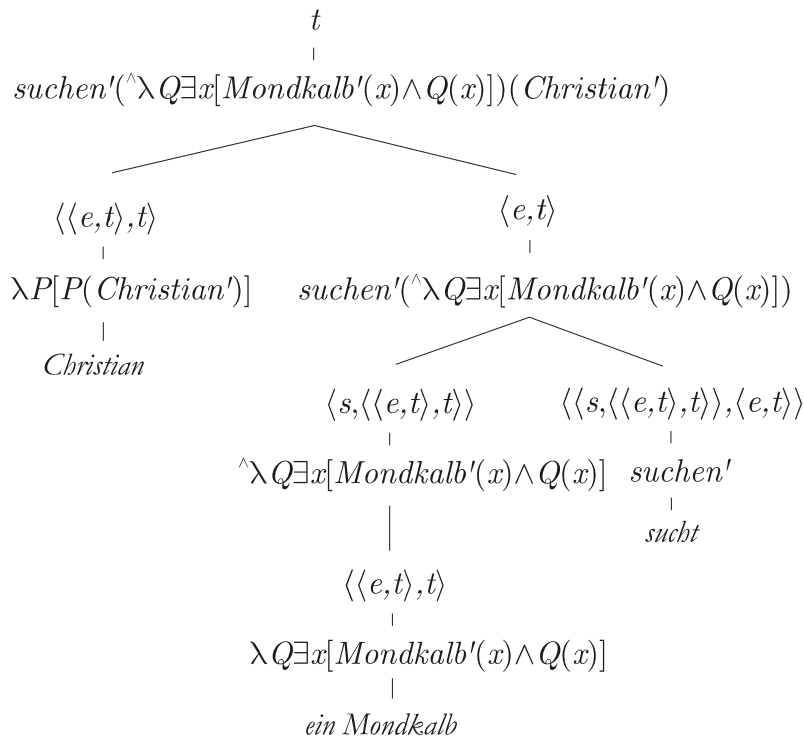 t
suchen′(^λQ∃x[Mondkalb′(x)∧Q(x)])(Christian′)
⟨⟨e,t⟩,t⟩ ⟨e,t⟩
λP[P(Christian′)] suchen′(^λQ∃x[Mondkalb′(x)∧Q(x)])
Christian
⟨s,⟨⟨e,t⟩,t⟩⟩ ⟨⟨s,⟨⟨e,t⟩,t⟩⟩,⟨e,t⟩⟩
^λQ∃x[Mondkalb′(x)∧Q(x)] suchen′
sucht
⟨⟨e,t⟩,t⟩
λQ∃x[Mondkalb′(x)∧Q(x)]
ein Mondkalb